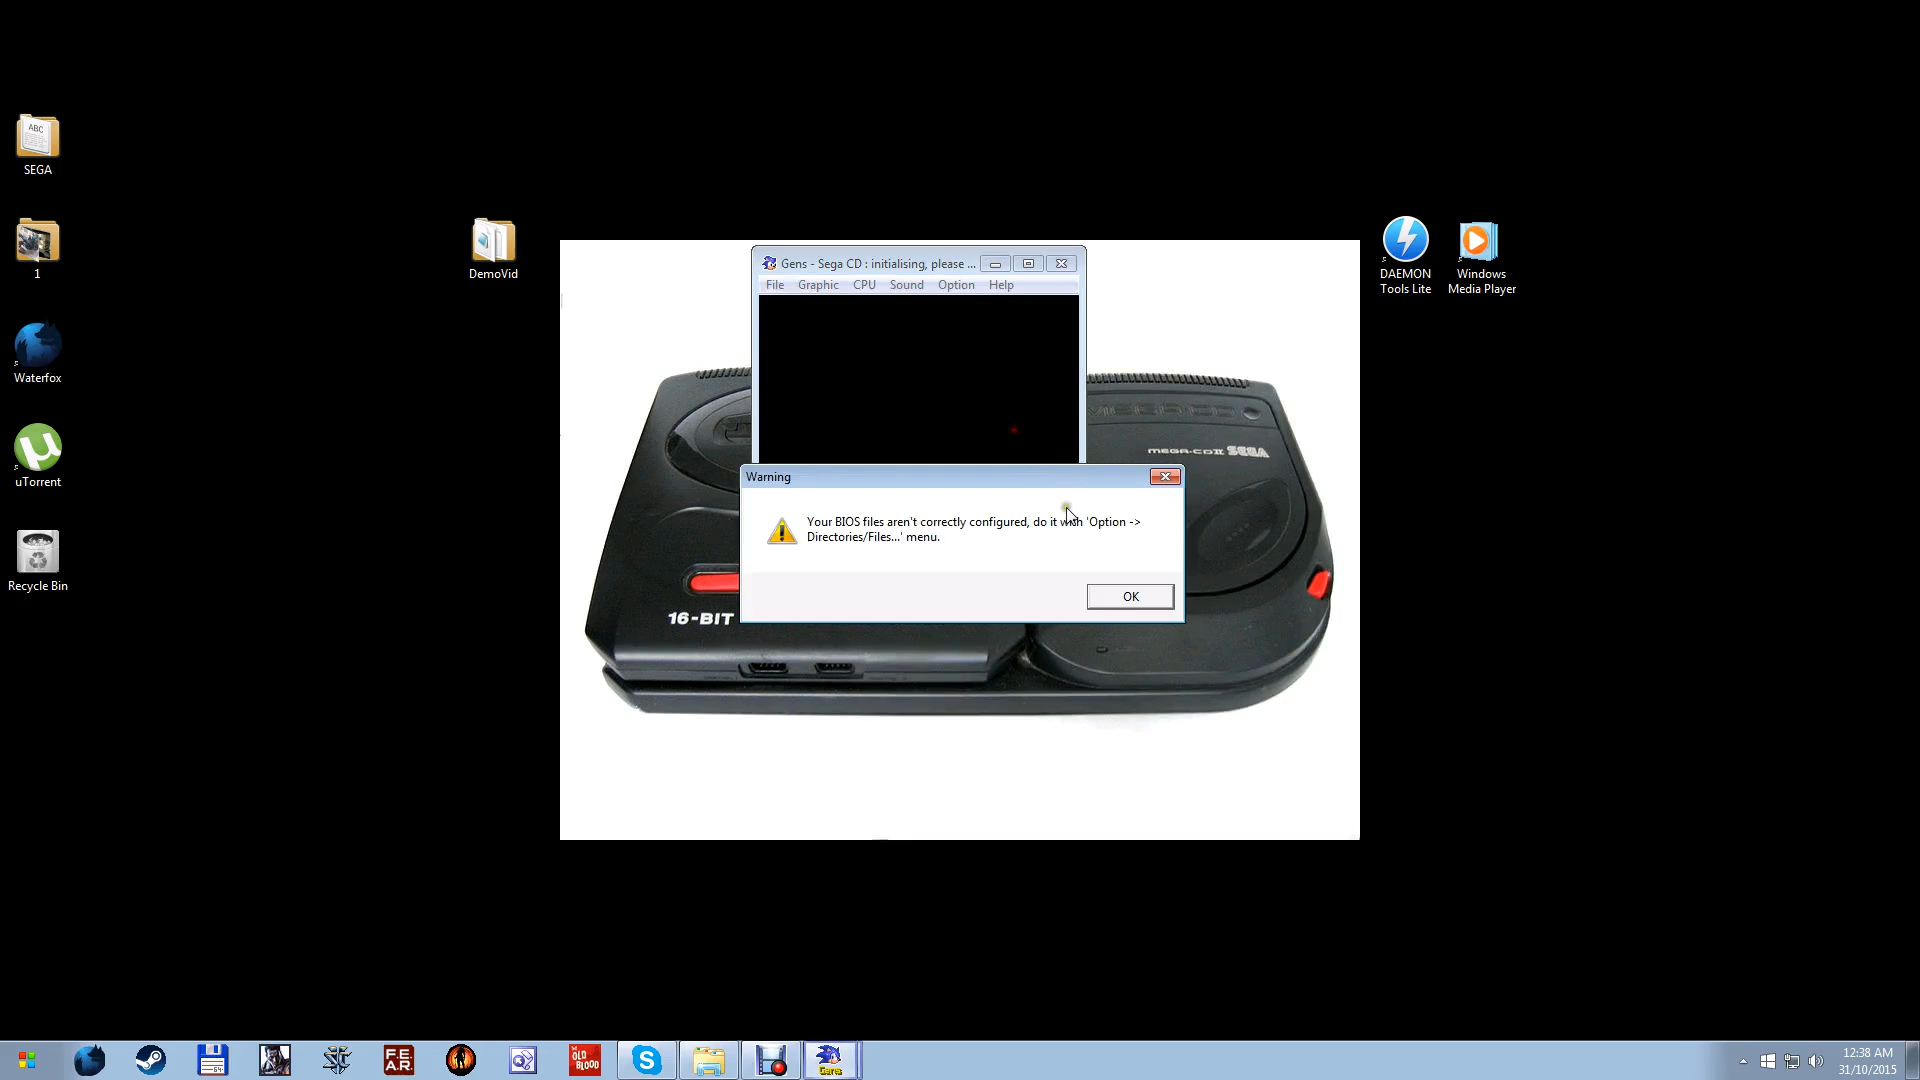 SEGA
1
Waterfox
uTorrent
Recycle Bin
DemoVid
DAEMON
Tools Lite
Windows
Media Player
Gens - Sega CD : initialising, please ...
File Graphic CPU Sound Option Help
MEGA-CD II SEGA
Warning
Your BIOS files aren't correctly configured, do it with 'Option ->
Directories/Files...' menu.
OK
16-BIT
64
F.E.
A.R.
OLD
BLOOD
Gens
12:38 AM
31/10/2015